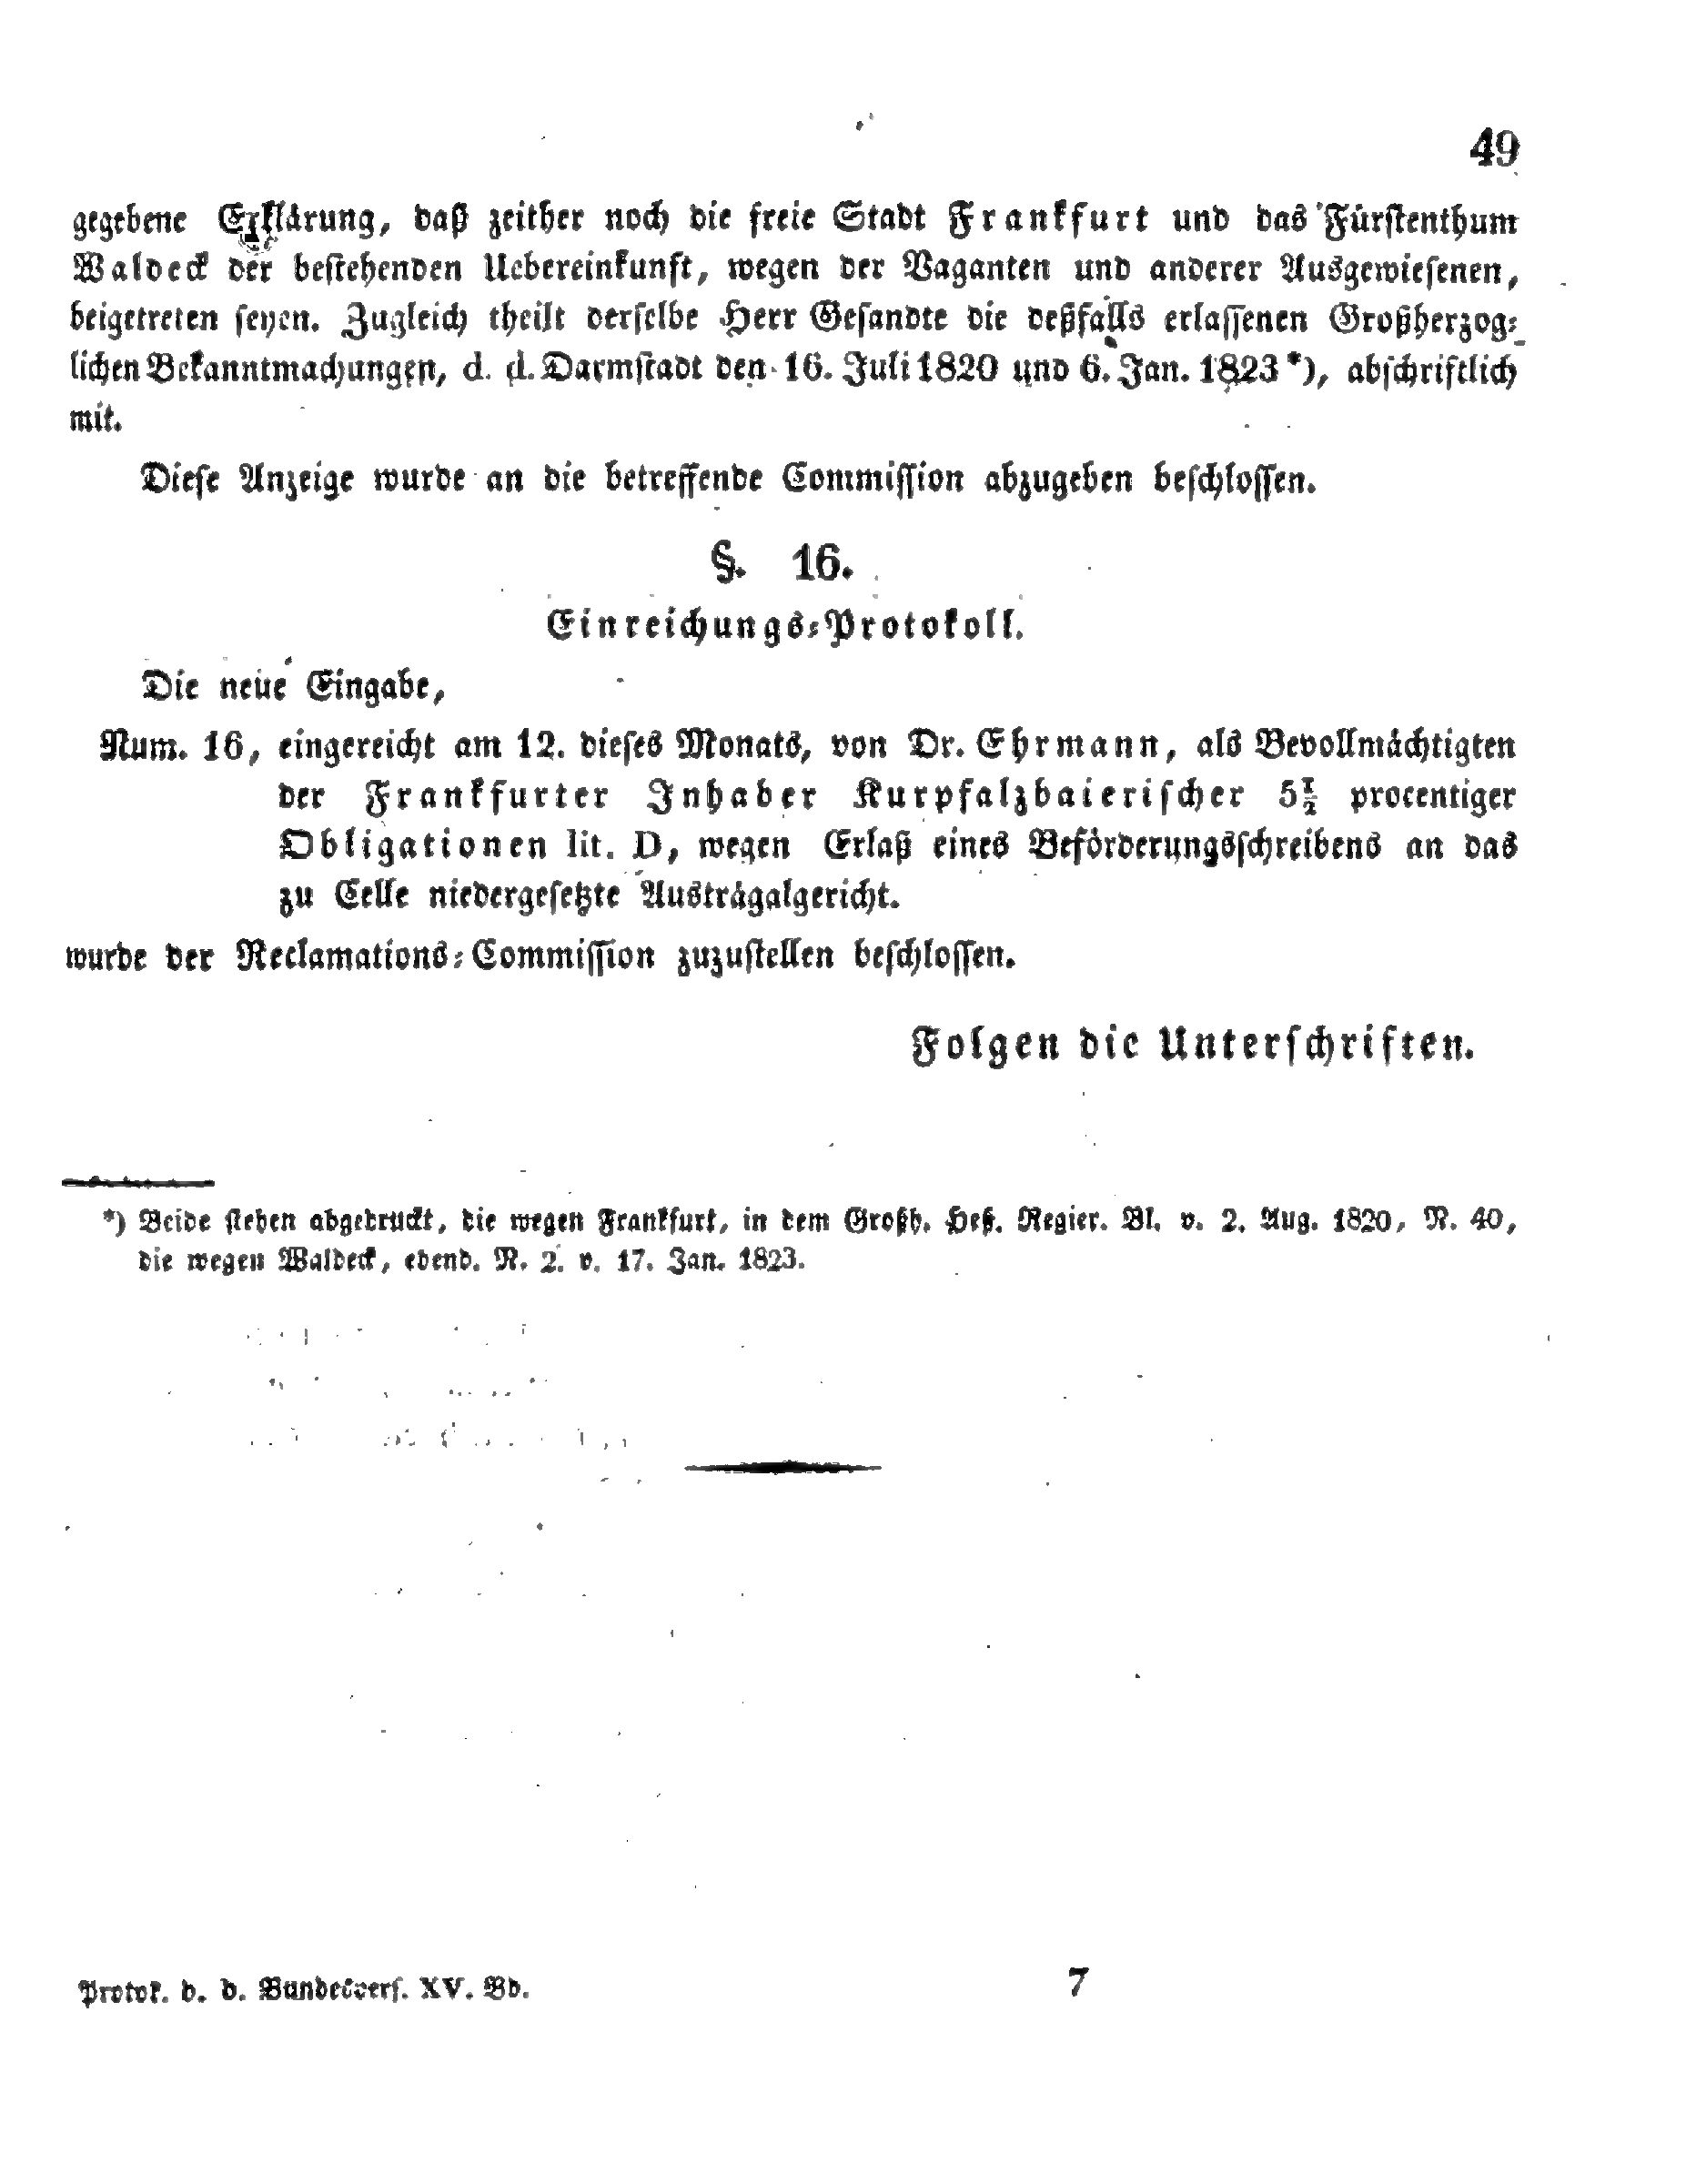 49
gegebene Erklärung, daß zeither noch die freie Stadt Frankfurt und das Fürstenthum
Waldeck der bestehenden Uebereinkunft, wegen der Vaganten und anderer Ausgewiesenen,
beigetreten seyen. Zugleich theilt derselbe Herr Gesandte die deßfalls erlassenen Großherzog-
lichen Bekanntmachungen, d. d. Darmstadt den 16. Juli 1820 und 6. Jan. 1823 *), abschriftlich
mit.
Diese Anzeige wurde an die betreffende Commission abzugeben beschlossen.
§. 16.
Einreichungs-Protokoll.
Die neue Eingabe,
Num. 16, eingereicht am 12. dieses Monats, von Dr. Ehrmann, als Bevollmächtigten
der Frankfurter Inhaber Kurpfalzbaierischer 5½ procentiger
Obligationen lit. D, wegen Erlaß eines Beförderungsschreibens an das
zu Celle niedergesetzte Austrägalgericht.
wurde der Reclamations-Commission zuzustellen beschlossen.
Folgen die Unterschriften.
*) Beide stehen abgedruckt, die wegen Frankfurt, in dem Großh. Heß. Regier. Bl. v. 2. Aug. 1820, N. 40,
die wegen Waldeck, ebend. N. 2. v. 17. Jan. 1823.
Protok. d. d. Bundesvers. XV. Bd.
7